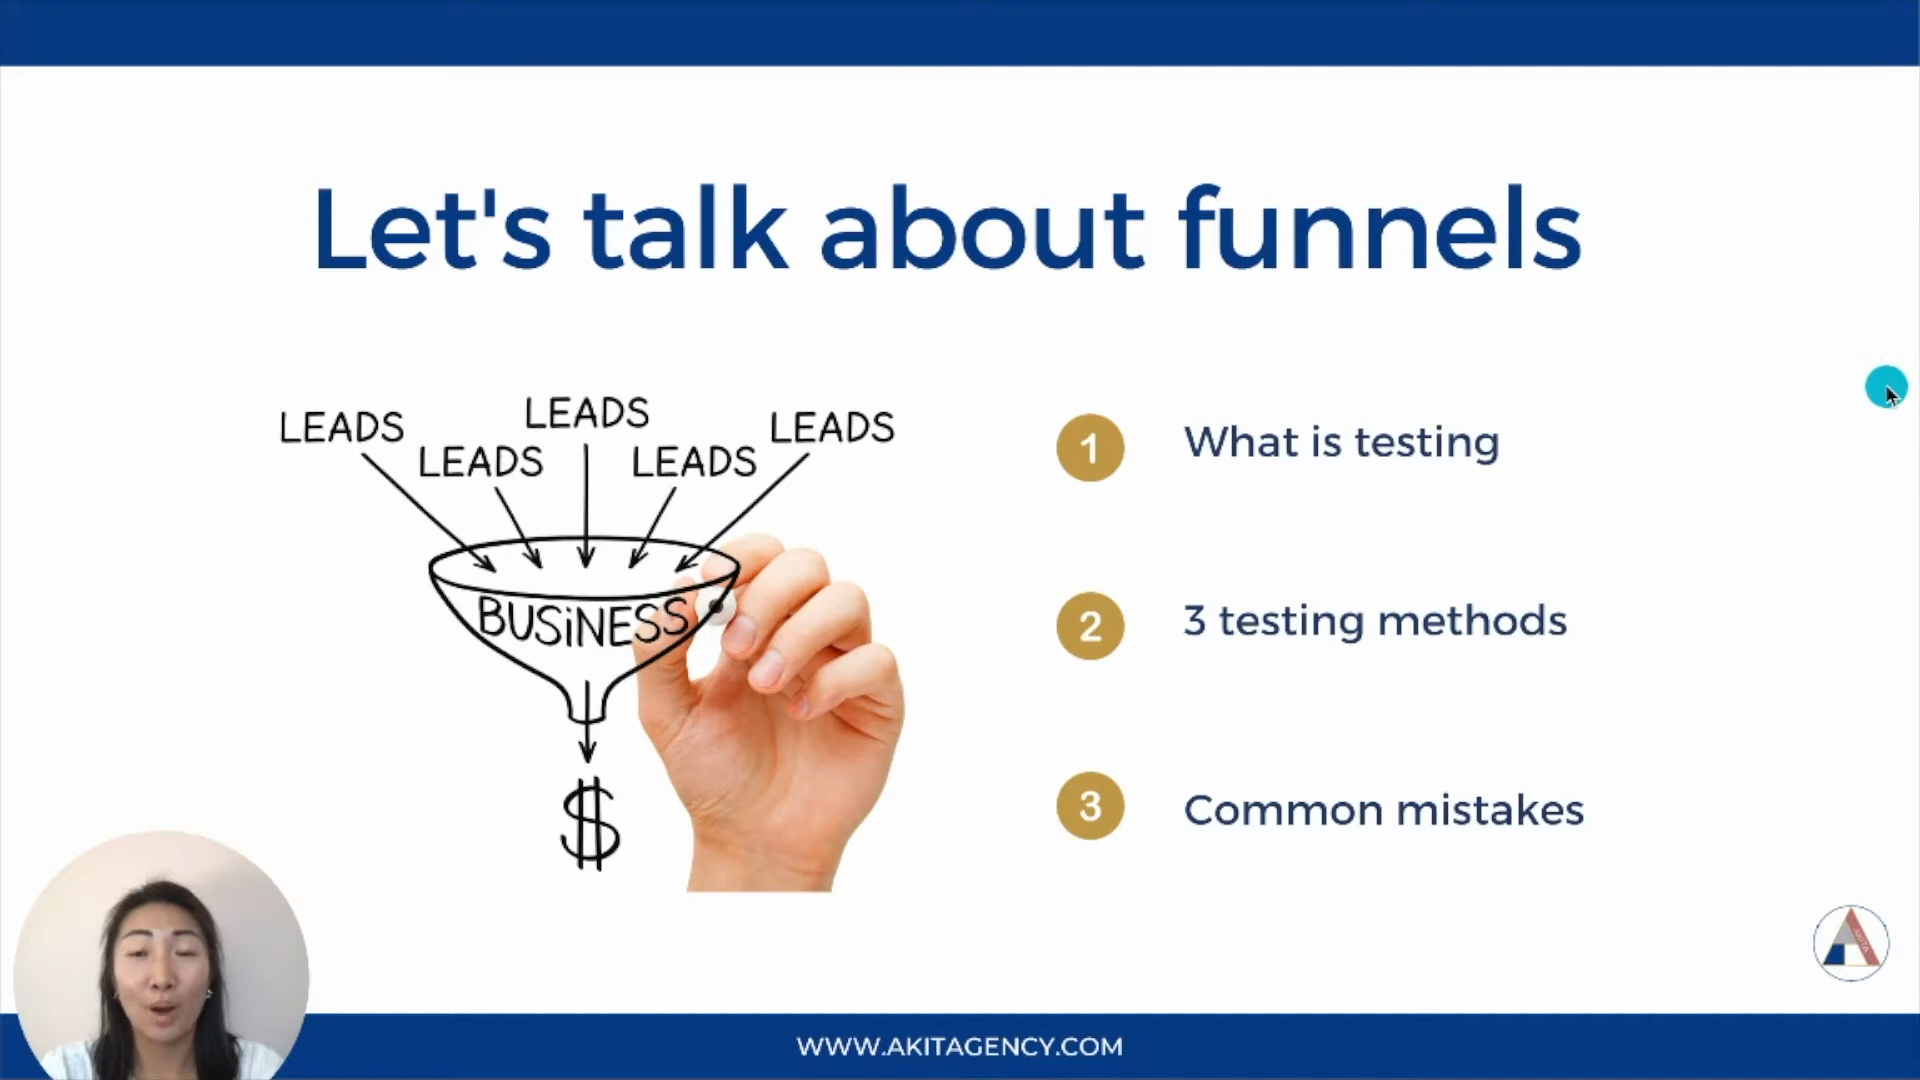 Let's talk about funnels
LEADS
LEADS
LEADS
LEADS
LEADS
BUSiNESS
$
1
What is testing
2
3 testing methods
3
Common mistakes
AKITA
WWW.AKITAGENCY.COM